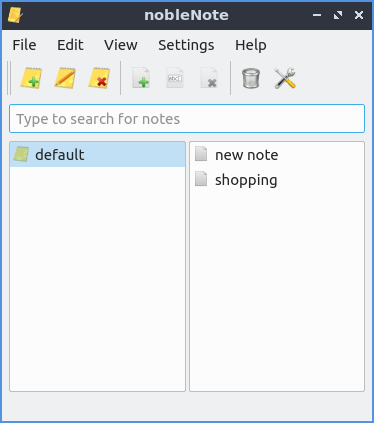 nobleNote
File Edit View Settings Help
Type to search for notes
default
new note
shopping